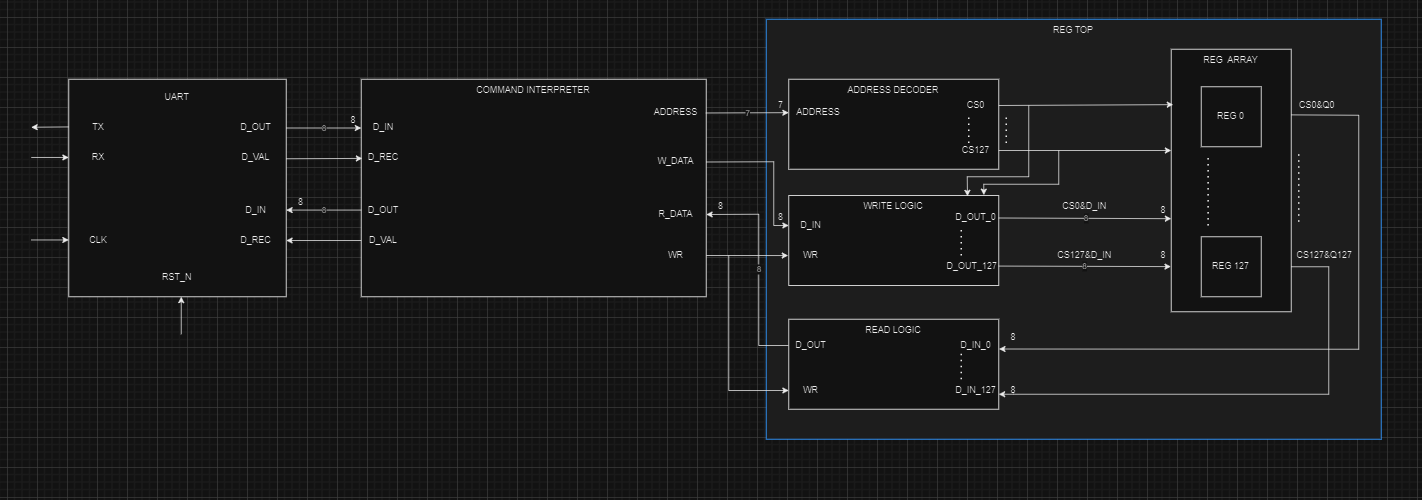 REG TOP
UART
TX
RX
CLK
RST_N
D_OUT
D_VAL
D_IN
D_REC
8
8
8
8
COMMAND INTERPRETER
D_IN
D_REC
D_OUT
D_VAL
ADDRESS
W_DATA
R_DATA
WR
7
7
8
8
8
ADDRESS DECODER
ADDRESS
CS0
CS127
WRITE LOGIC
D_IN
WR
D_OUT_0
D_OUT_127
CS0&D_IN
8
8
CS127&D_IN
8
8
READ LOGIC
D_OUT
WR
D_IN_0
D_IN_127
8
8
REG ARRAY
REG 0
REG 127
CS0&Q0
CS127&Q127